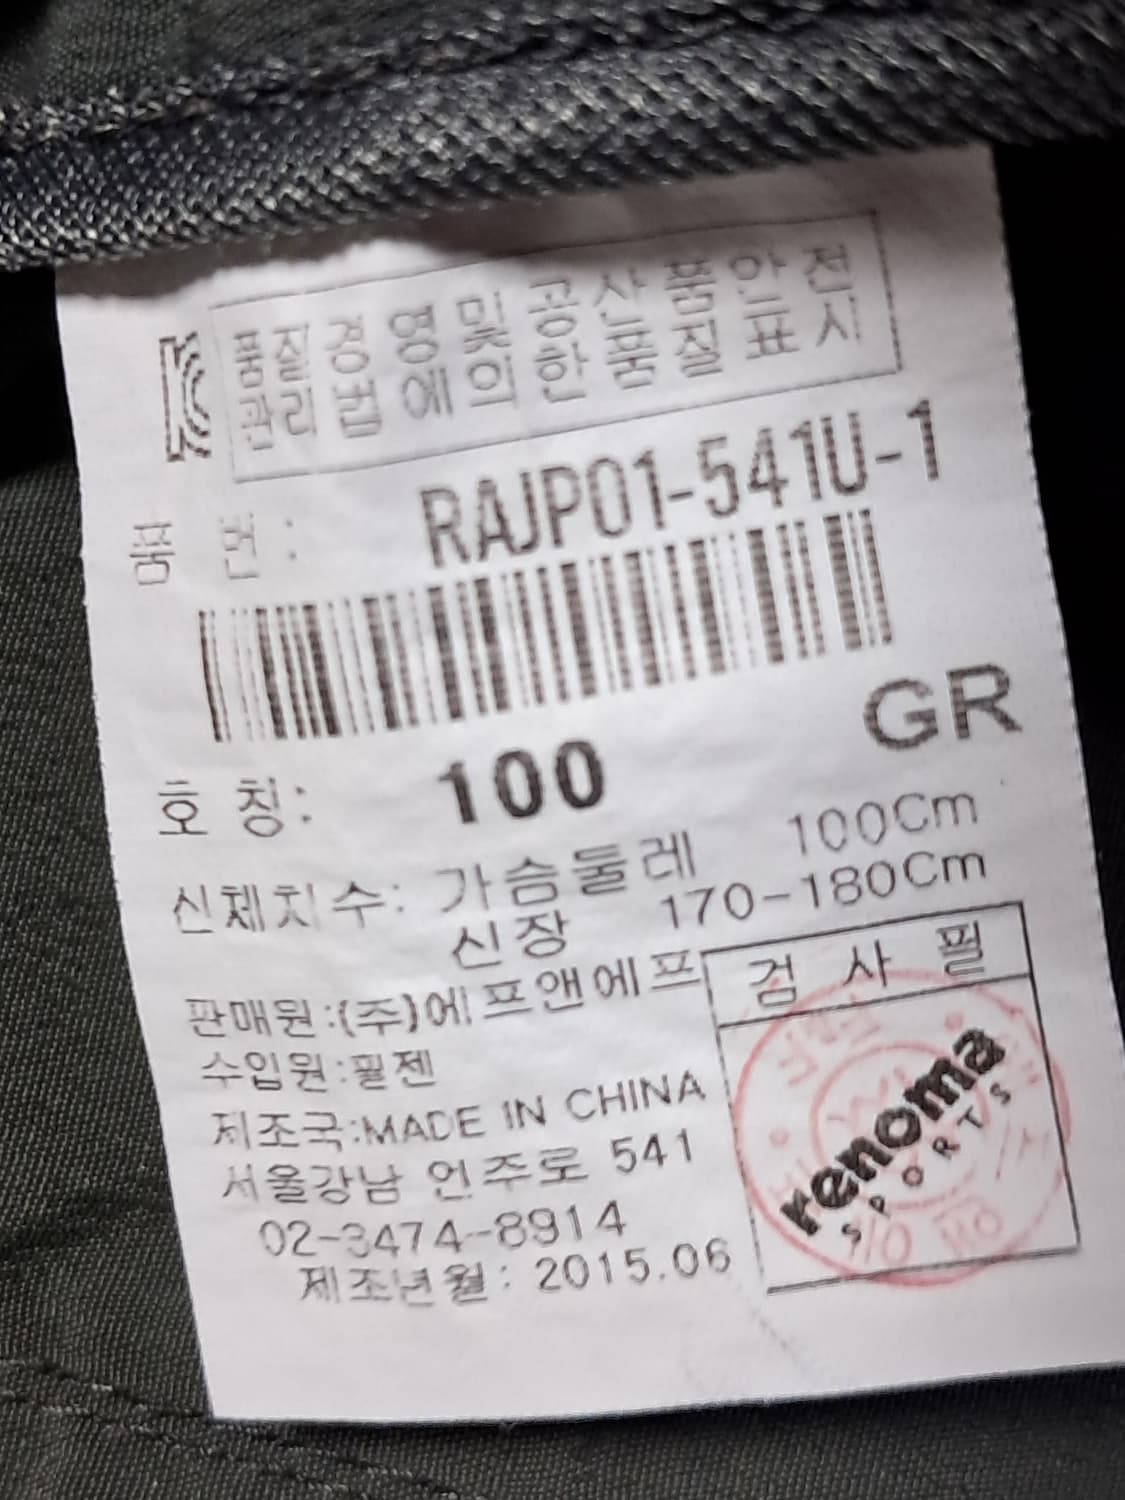 품질경영 및 공산품안전
관리법에 의한 품질표시
품 번: RAJP01-541U-1
GR
호 칭: 100
신체치수: 가슴둘레 100Cm
신장 170-180Cm
판매원:(주)에프앤에프
수입원:필젠
제조국:MADE IN CHINA
서울강남 언주로 541
02-3474-8914
제조년월: 2015.06
검 사 필
renoma
SPORTS